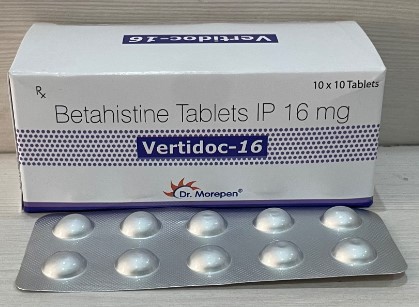 Vertidoc-16
Rx
10 x 10 Tablets
Betahistine Tablets IP 16 mg
Vertidoc-16
Dr. Morepen®